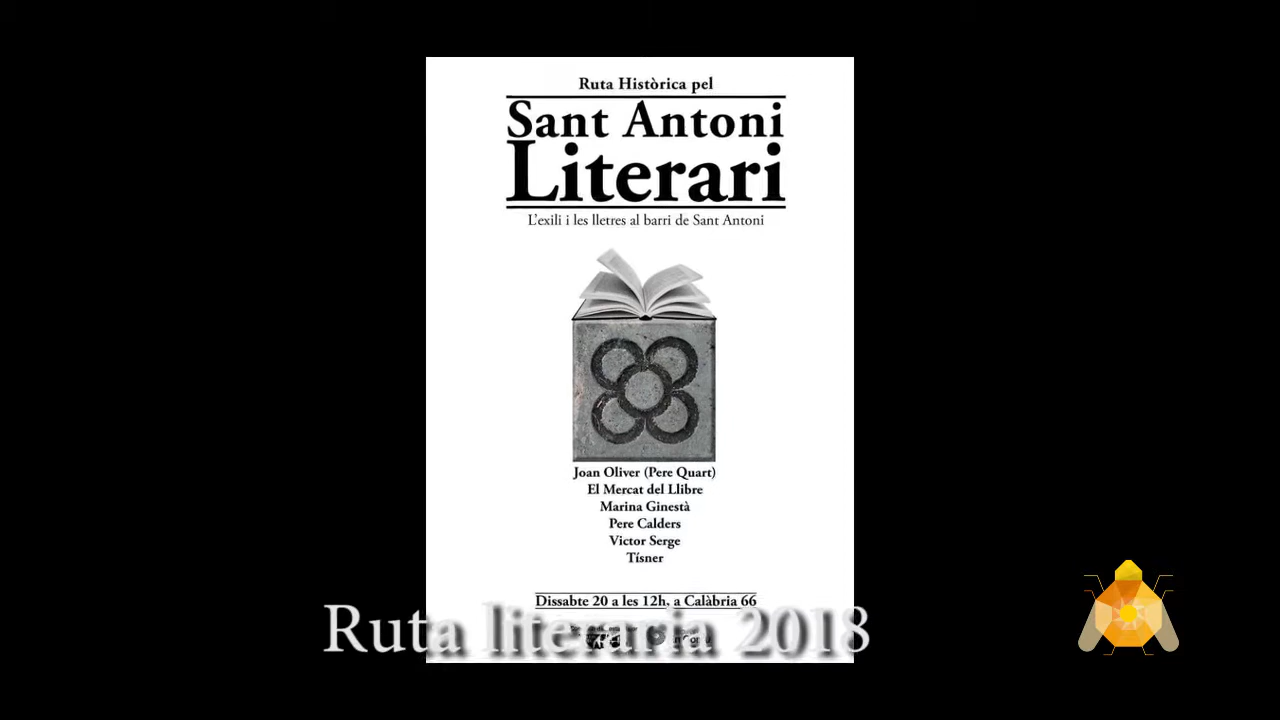 Ruta Històrica pel
Sant Antoni
Literari
L'exili i les lletres al barri de Sant Antoni
Joan Oliver (Pere Quart)
El Mercat del Llibre
Marina Ginestà
Pere Calders
Victor Serge
Tísner
Dissabte 20 a les 12h, a Calàbria 66
Ruta literaria 2018